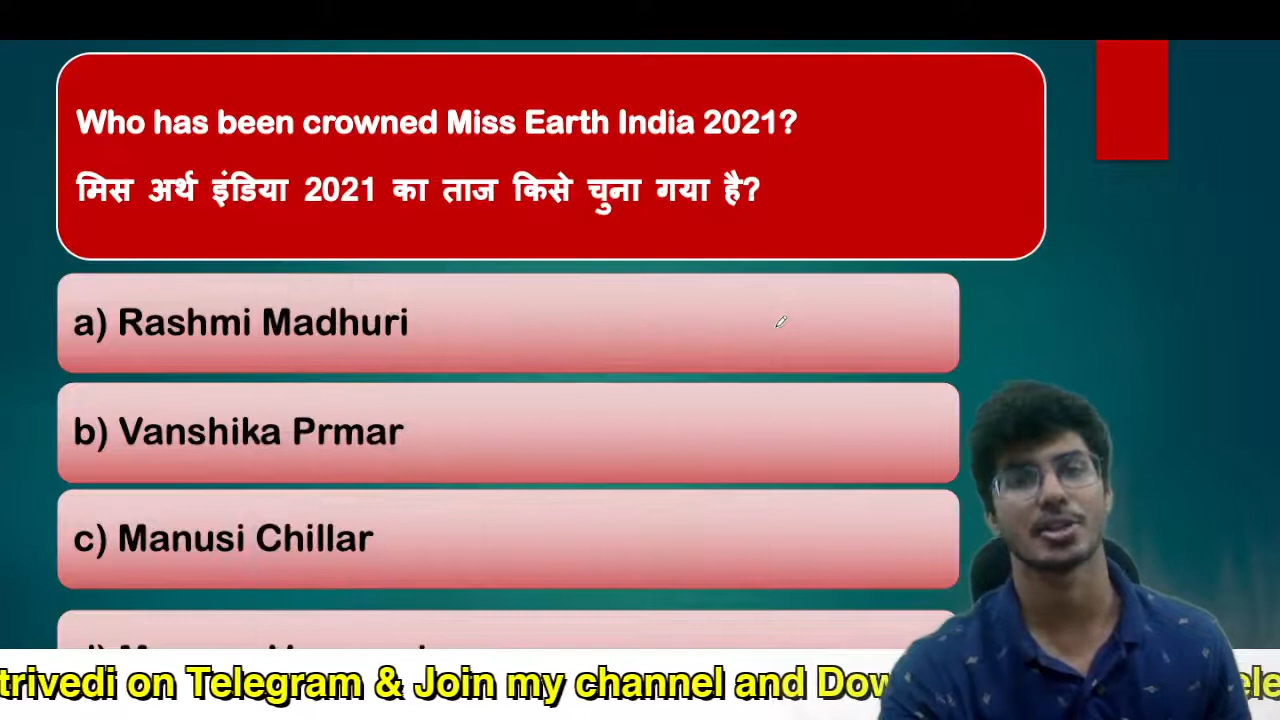 Who has been crowned Miss Earth India 2021?
मिस अर्थ इंडिया 2021 का ताज किसे चुना गया है?
a) Rashmi Madhuri
b) Vanshika Prmar
c) Manusi Chillar
trivedi on Telegram & Join my channel and Dow